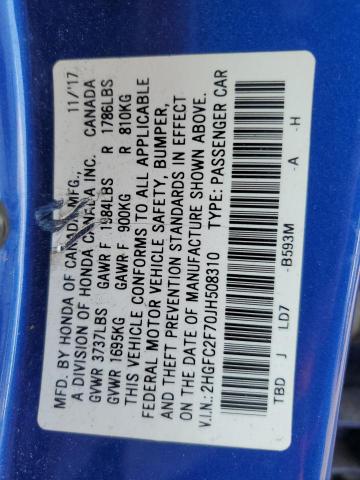 MFD. BY HONDA OF CANADA MFG., 11/'17
A DIVISION OF HONDA CANADA INC. CANADA
GVWR 3737LBS GAWR F 1984LBS R 1786LBS
GVWR 1695KG GAWR F 900KG R 810KG
THIS VEHICLE CONFORMS TO ALL APPLICABLE
FEDERAL MOTOR VEHICLE SAFETY, BUMPER,
AND THEFT PREVENTION STANDARDS IN EFFECT
ON THE DATE OF MANUFACTURE SHOWN ABOVE.
V.I.N.: 2HGFC2F70JH508310 TYPE: PASSENGER CAR
TBD J LD7 -B593M -A -H